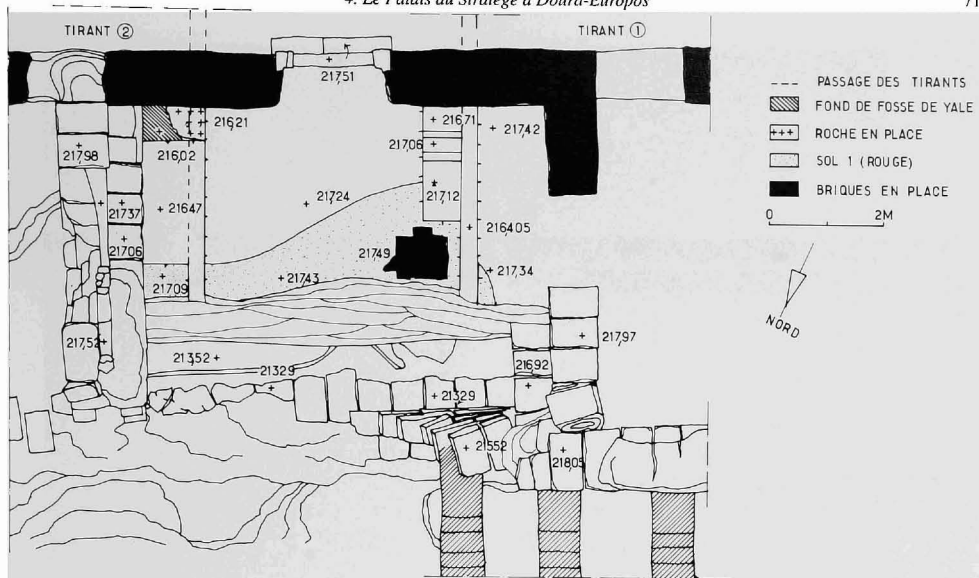 4. Le Palais du Stratège à Doura-Europos
TIRANT ②
TIRANT ①
217,51
216,71
217,42
216,21
217,06
216,02
217,98
217,12
217,24
216,47
217,37
216,405
217,06
217,49
217,34
217,43
217,09
217,97
217,52
213,52
216,92
213,29
213,29
215,52
218,05
PASSAGE DES TIRANTS
FOND DE FOSSE DE YALE
ROCHE EN PLACE
SOL 1 (ROUGE)
BRIQUES EN PLACE
0 2M
NORD